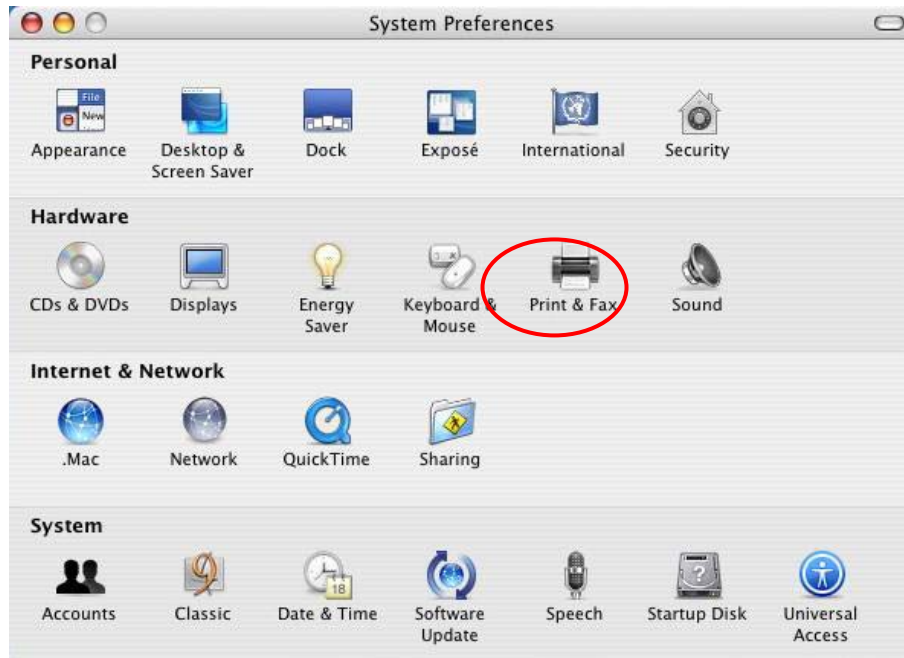 System Preferences
Personal
File
New
Appearance Desktop & Dock Exposé International Security
Screen Saver
Hardware
CDs & DVDs Displays Energy Keyboard & Print & Fax Sound
Saver Mouse
Internet & Network
.Mac Network QuickTime Sharing
System
18
Accounts Classic Date & Time Software Speech Startup Disk Universal
Update Access